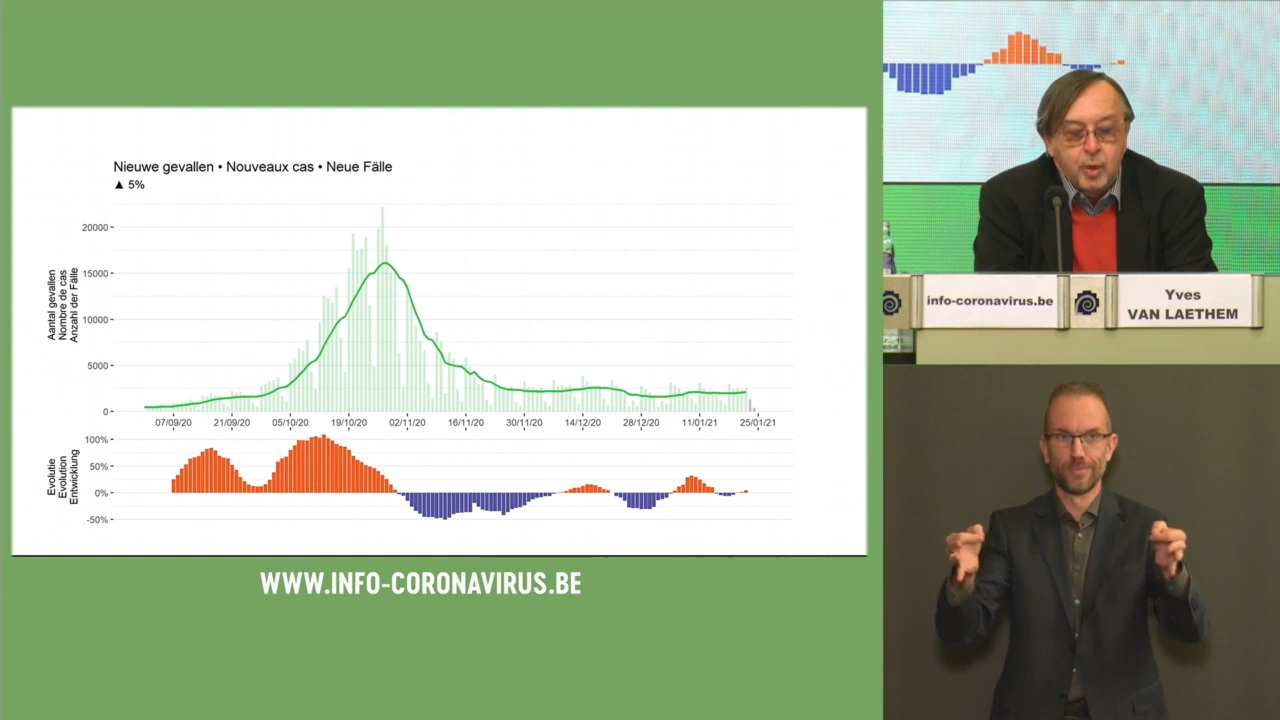 Nieuwe gevallen • Nouveaux cas • Neue Fälle
▲ 5%
Aantal gevallen
Nombre de cas
Anzahl der Fälle
20000
15000
10000
5000
0
07/09/20 21/09/20 05/10/20 19/10/20 02/11/20 16/11/20 30/11/20 14/12/20 28/12/20 11/01/21 25/01/21
Evolutie
Evolution
Entwicklung
100%
50%
0%
-50%
WWW.INFO-CORONAVIRUS.BE
info-coronavirus.be
Yves
VAN LAETHEM